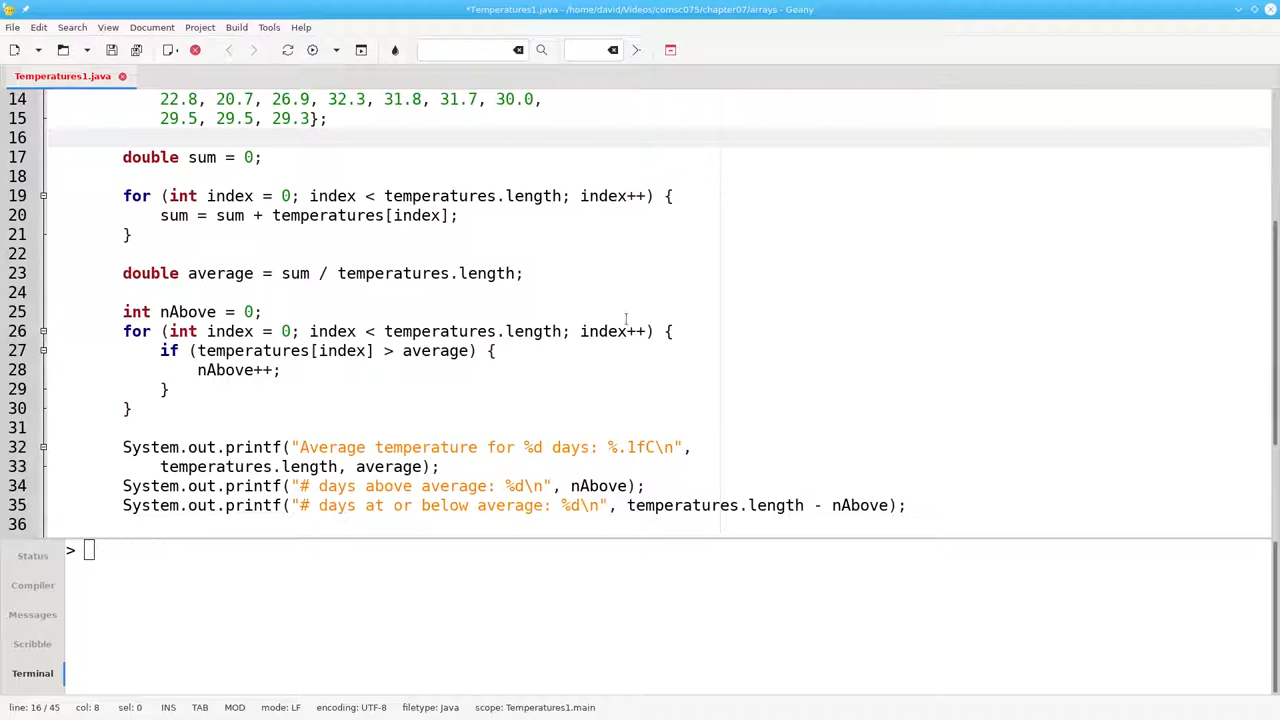 *Temperatures1.java - /home/david/Videos/comsc075/chapter07/arrays - Geany
File Edit Search View Document Project Build Tools Help
Temperatures1.java
14 22.8, 20.7, 26.9, 32.3, 31.8, 31.7, 30.0,
15 29.5, 29.5, 29.3};
16
17 double sum = 0;
18
19 for (int index = 0; index < temperatures.length; index++) {
20 sum = sum + temperatures[index];
21 }
22
23 double average = sum / temperatures.length;
24
25 int nAbove = 0;
26 for (int index = 0; index < temperatures.length; index++) {
27 if (temperatures[index] > average) {
28 nAbove++;
29 }
30 }
31
32 System.out.printf("Average temperature for %d days: %.1fC\n",
33 temperatures.length, average);
34 System.out.printf("# days above average: %d\n", nAbove);
35 System.out.printf("# days at or below average: %d\n", temperatures.length - nAbove);
36
>
Status
Compiler
Messages
Scribble
Terminal
line: 16 / 45 col: 8 sel: 0 INS TAB MOD mode: LF encoding: UTF-8 filetype: Java scope: Temperatures1.main